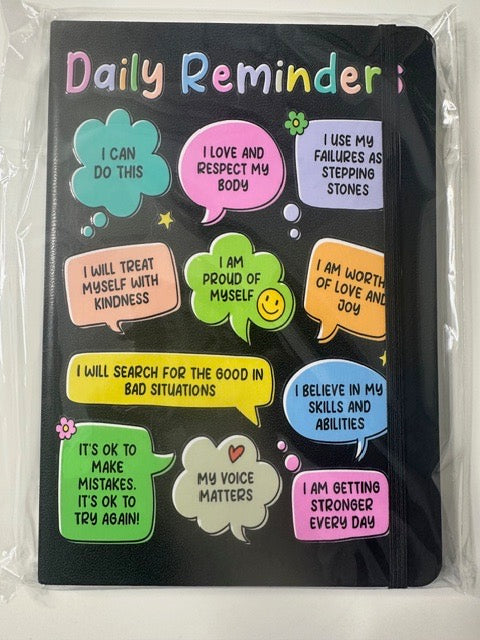 Daily Reminders
I CAN
DO THIS
I LOVE AND
RESPECT MY
BODY
I USE MY
FAILURES AS
STEPPING
STONES
I WILL TREAT
MYSELF WITH
KINDNESS
I AM
PROUD OF
MYSELF
I AM WORTH
OF LOVE AND
JOY
I WILL SEARCH FOR THE GOOD IN
BAD SITUATIONS
I BELIEVE IN MY
SKILLS AND
ABILITIES
IT'S OK TO
MAKE
MISTAKES.
IT'S OK TO
TRY AGAIN!
MY VOICE
MATTERS
I AM GETTING
STRONGER
EVERY DAY